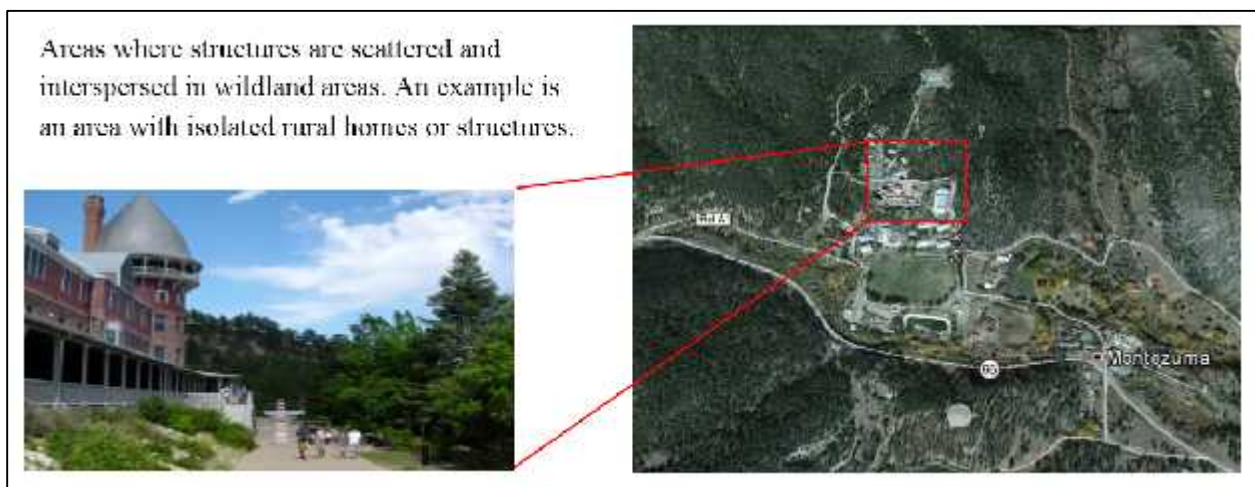 Areas where structures are scattered and
interspersed in wildland areas. An example is
an area with isolated rural homes or structures.
65
Montezuma